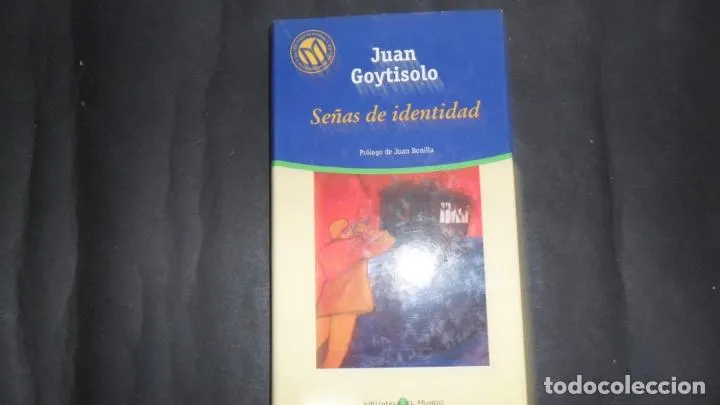 Juan
Goytisolo
Señas de identidad
Prólogo de Juan Bonilla
BIBLIOTECA EL MUNDO
todocoleccion